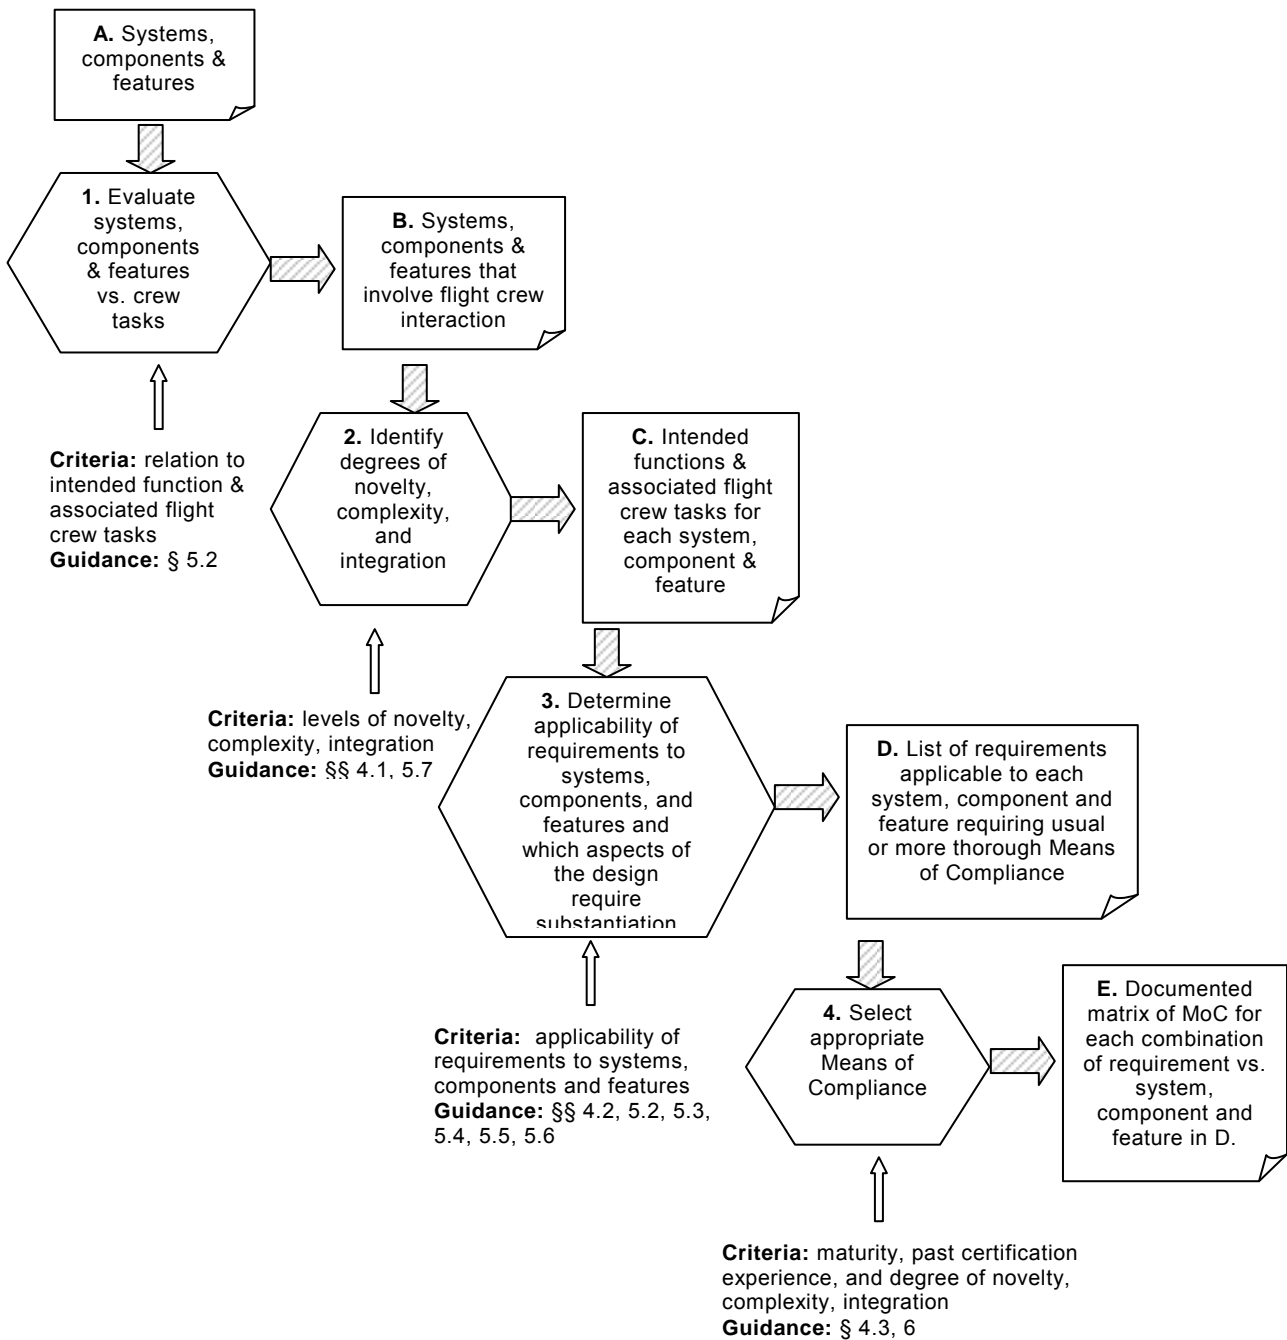 A. Systems,
components &
features
1. Evaluate
systems,
components
& features
vs. crew
tasks
B. Systems,
components &
features that
involve flight crew
interaction
Criteria: relation to
intended function &
associated flight
crew tasks
Guidance: § 5.2
2. Identify
degrees of
novelty,
complexity,
and
integration
C. Intended
functions &
associated flight
crew tasks for
each system,
component &
feature
Criteria: levels of novelty,
complexity, integration
Guidance: §§ 4.1, 5.7
3. Determine
applicability of
requirements to
systems,
components, and
features and
which aspects of
the design
require
substantiation
D. List of requirements
applicable to each
system, component and
feature requiring usual
or more thorough Means
of Compliance
Criteria: applicability of
requirements to systems,
components and features
Guidance: §§ 4.2, 5.2, 5.3,
5.4, 5.5, 5.6
4. Select
appropriate
Means of
Compliance
E. Documented
matrix of MoC for
each combination
of requirement vs.
system,
component and
feature in D.
Criteria: maturity, past certification
experience, and degree of novelty,
complexity, integration
Guidance: § 4.3, 6